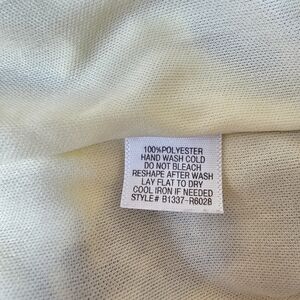 100%POLYESTER
HAND WASH COLD
DO NOT BLEACH
RESHAPE AFTER WASH
LAY FLAT TO DRY
COOL IRON IF NEEDED
STYLE# B1337-R6028